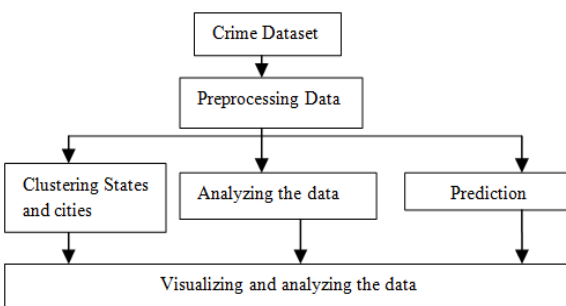 Crime Dataset
Preprocessing Data
Clustering States
and cities
Analyzing the data
Prediction
Visualizing and analyzing the data